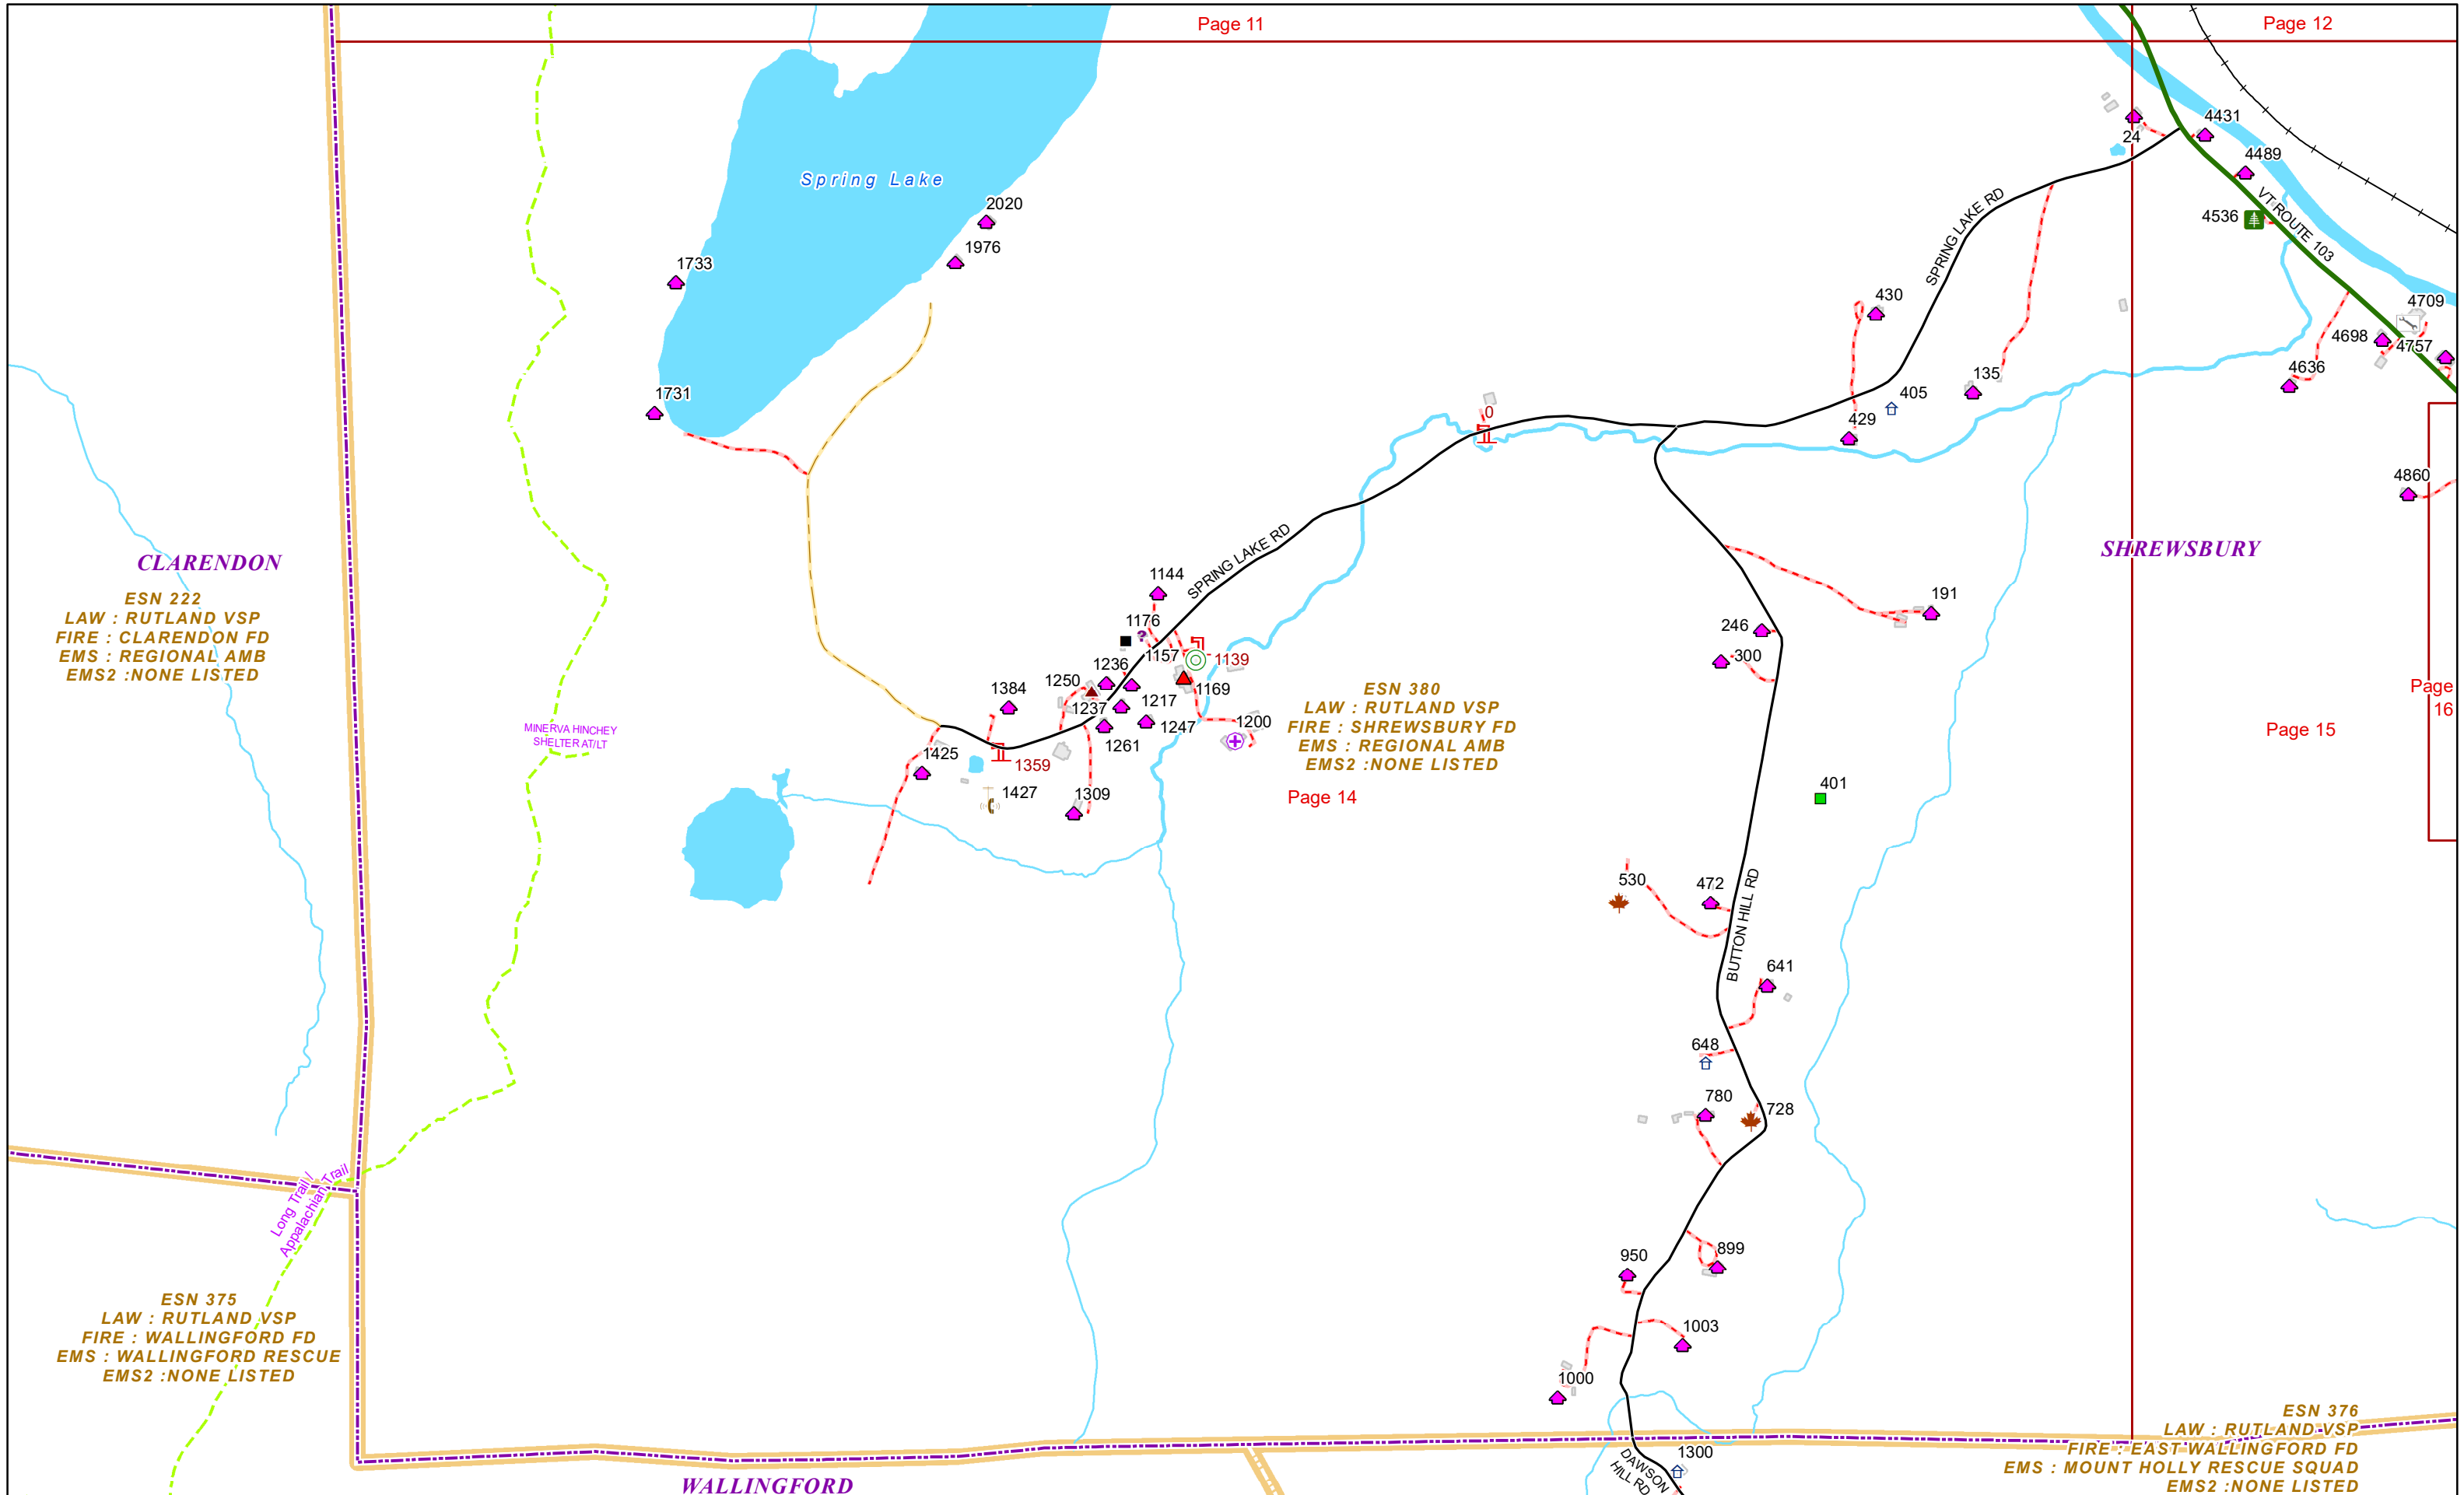 Page 11
Page 12
24
4431
4489
4536
VT ROUTE 103
Spring Lake
2020
1976
1733
1731
SPRING LAKE RD
430
405
135
429
4709
4698
4757
4636
4860
0
CLARENDON
ESN 222
LAW : RUTLAND VSP
FIRE : CLARENDON FD
EMS : REGIONAL AMB
EMS2 :NONE LISTED
SHREWSBURY
SPRING LAKE RD
1144
1176
?
1157
1139
1236
1250
1169
1217
1237
1247
1261
1200
1384
1425
1359
1427
1309
MINERVA HINCHEY
SHELTER AT/LT
ESN 380
LAW : RUTLAND VSP
FIRE : SHREWSBURY FD
EMS : REGIONAL AMB
EMS2 :NONE LISTED
Page 14
191
246
300
Page
16
Page 15
401
530
472
BUTTON HILL RD
641
648
780
728
Long Trail /
Appalachian Trail
899
950
1003
1000
ESN 375
LAW : RUTLAND VSP
FIRE : WALLINGFORD FD
EMS : WALLINGFORD RESCUE
EMS2 :NONE LISTED
WALLINGFORD
DAWSON
HILL RD
1300
ESN 376
LAW : RUTLAND VSP
FIRE : EAST WALLINGFORD FD
EMS : MOUNT HOLLY RESCUE SQUAD
EMS2 :NONE LISTED